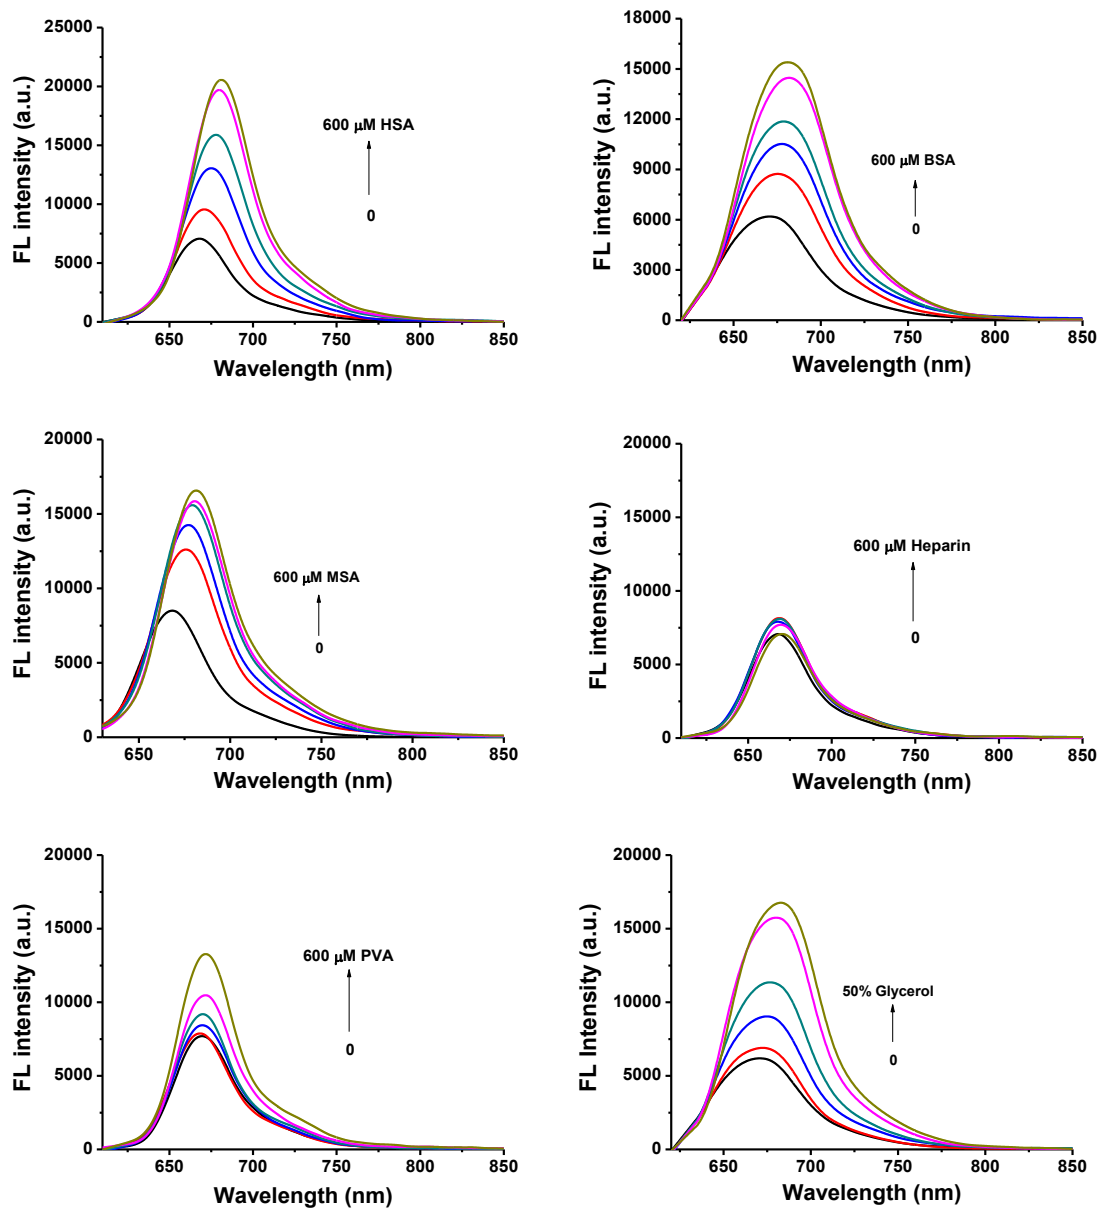 25000
20000
15000
10000
5000
0
FL intensity (a.u.)
600 μM HSA
0
650 700 750 800 850
Wavelength (nm)
18000
15000
12000
9000
6000
3000
0
FL intensity (a.u.)
600 μM BSA
0
650 700 750 800 850
Wavelength (nm)
20000
15000
10000
5000
0
FL intensity (a.u.)
600 μM MSA
0
650 700 750 800 850
Wavelength (nm)
20000
15000
10000
5000
0
FL intensity (a.u.)
600 μM Heparin
0
650 700 750 800 850
Wavelength (nm)
20000
15000
10000
5000
0
FL intensity (a.u.)
600 μM PVA
0
650 700 750 800 850
Wavelength (nm)
20000
15000
10000
5000
0
FL Intensity (a.u.)
50% Glycerol
0
650 700 750 800 850
Wavelength (nm)